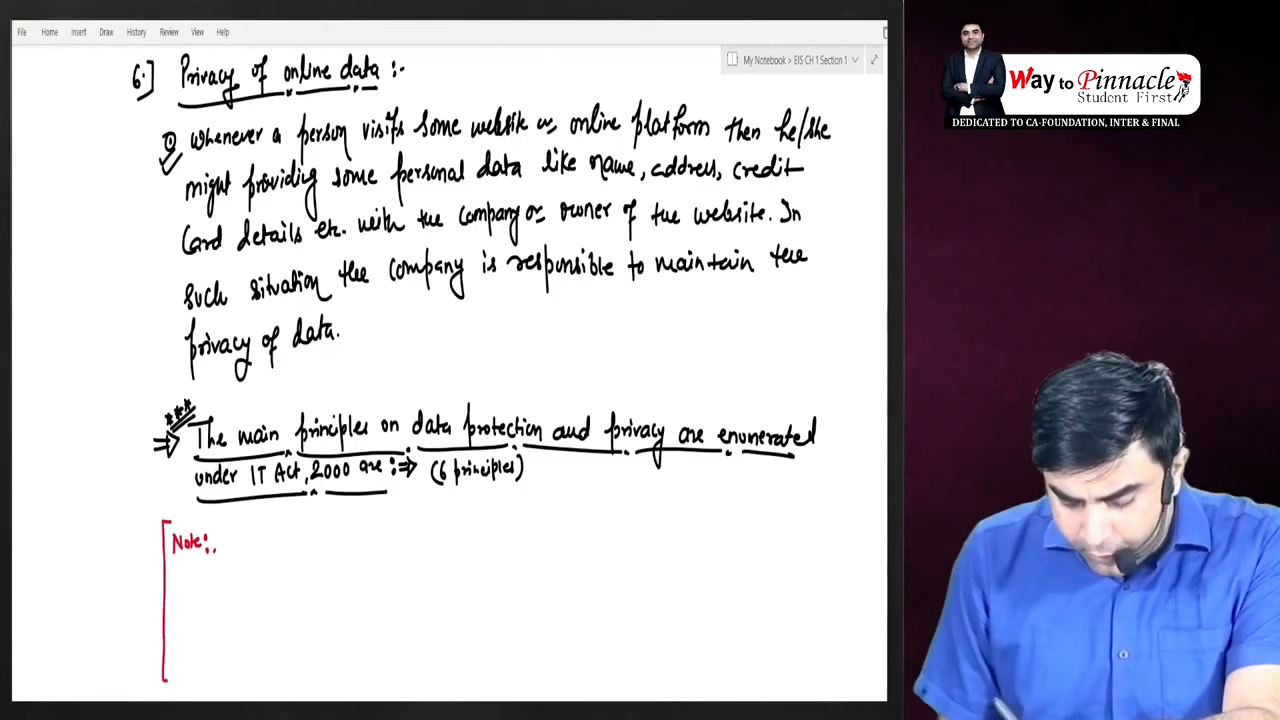 File Home Insert Draw History Review View Help
My Notebook > EIS CH 1 Section 1
Way to Pinnacle
Student First
DEDICATED TO CA-FOUNDATION, INTER & FINAL
6.] Privacy of online data :-
Whenever a person visits some website or online platform then he/she
might providing some personal data like name, address, credit
Card details etc. with the company or owner of the website. In
such situation the company is responsible to maintain the
privacy of data.
*** ⇒ The main principles on data protection and privacy are enunerated
under IT Act, 2000 are :⇒ (6 principles)
Note:.